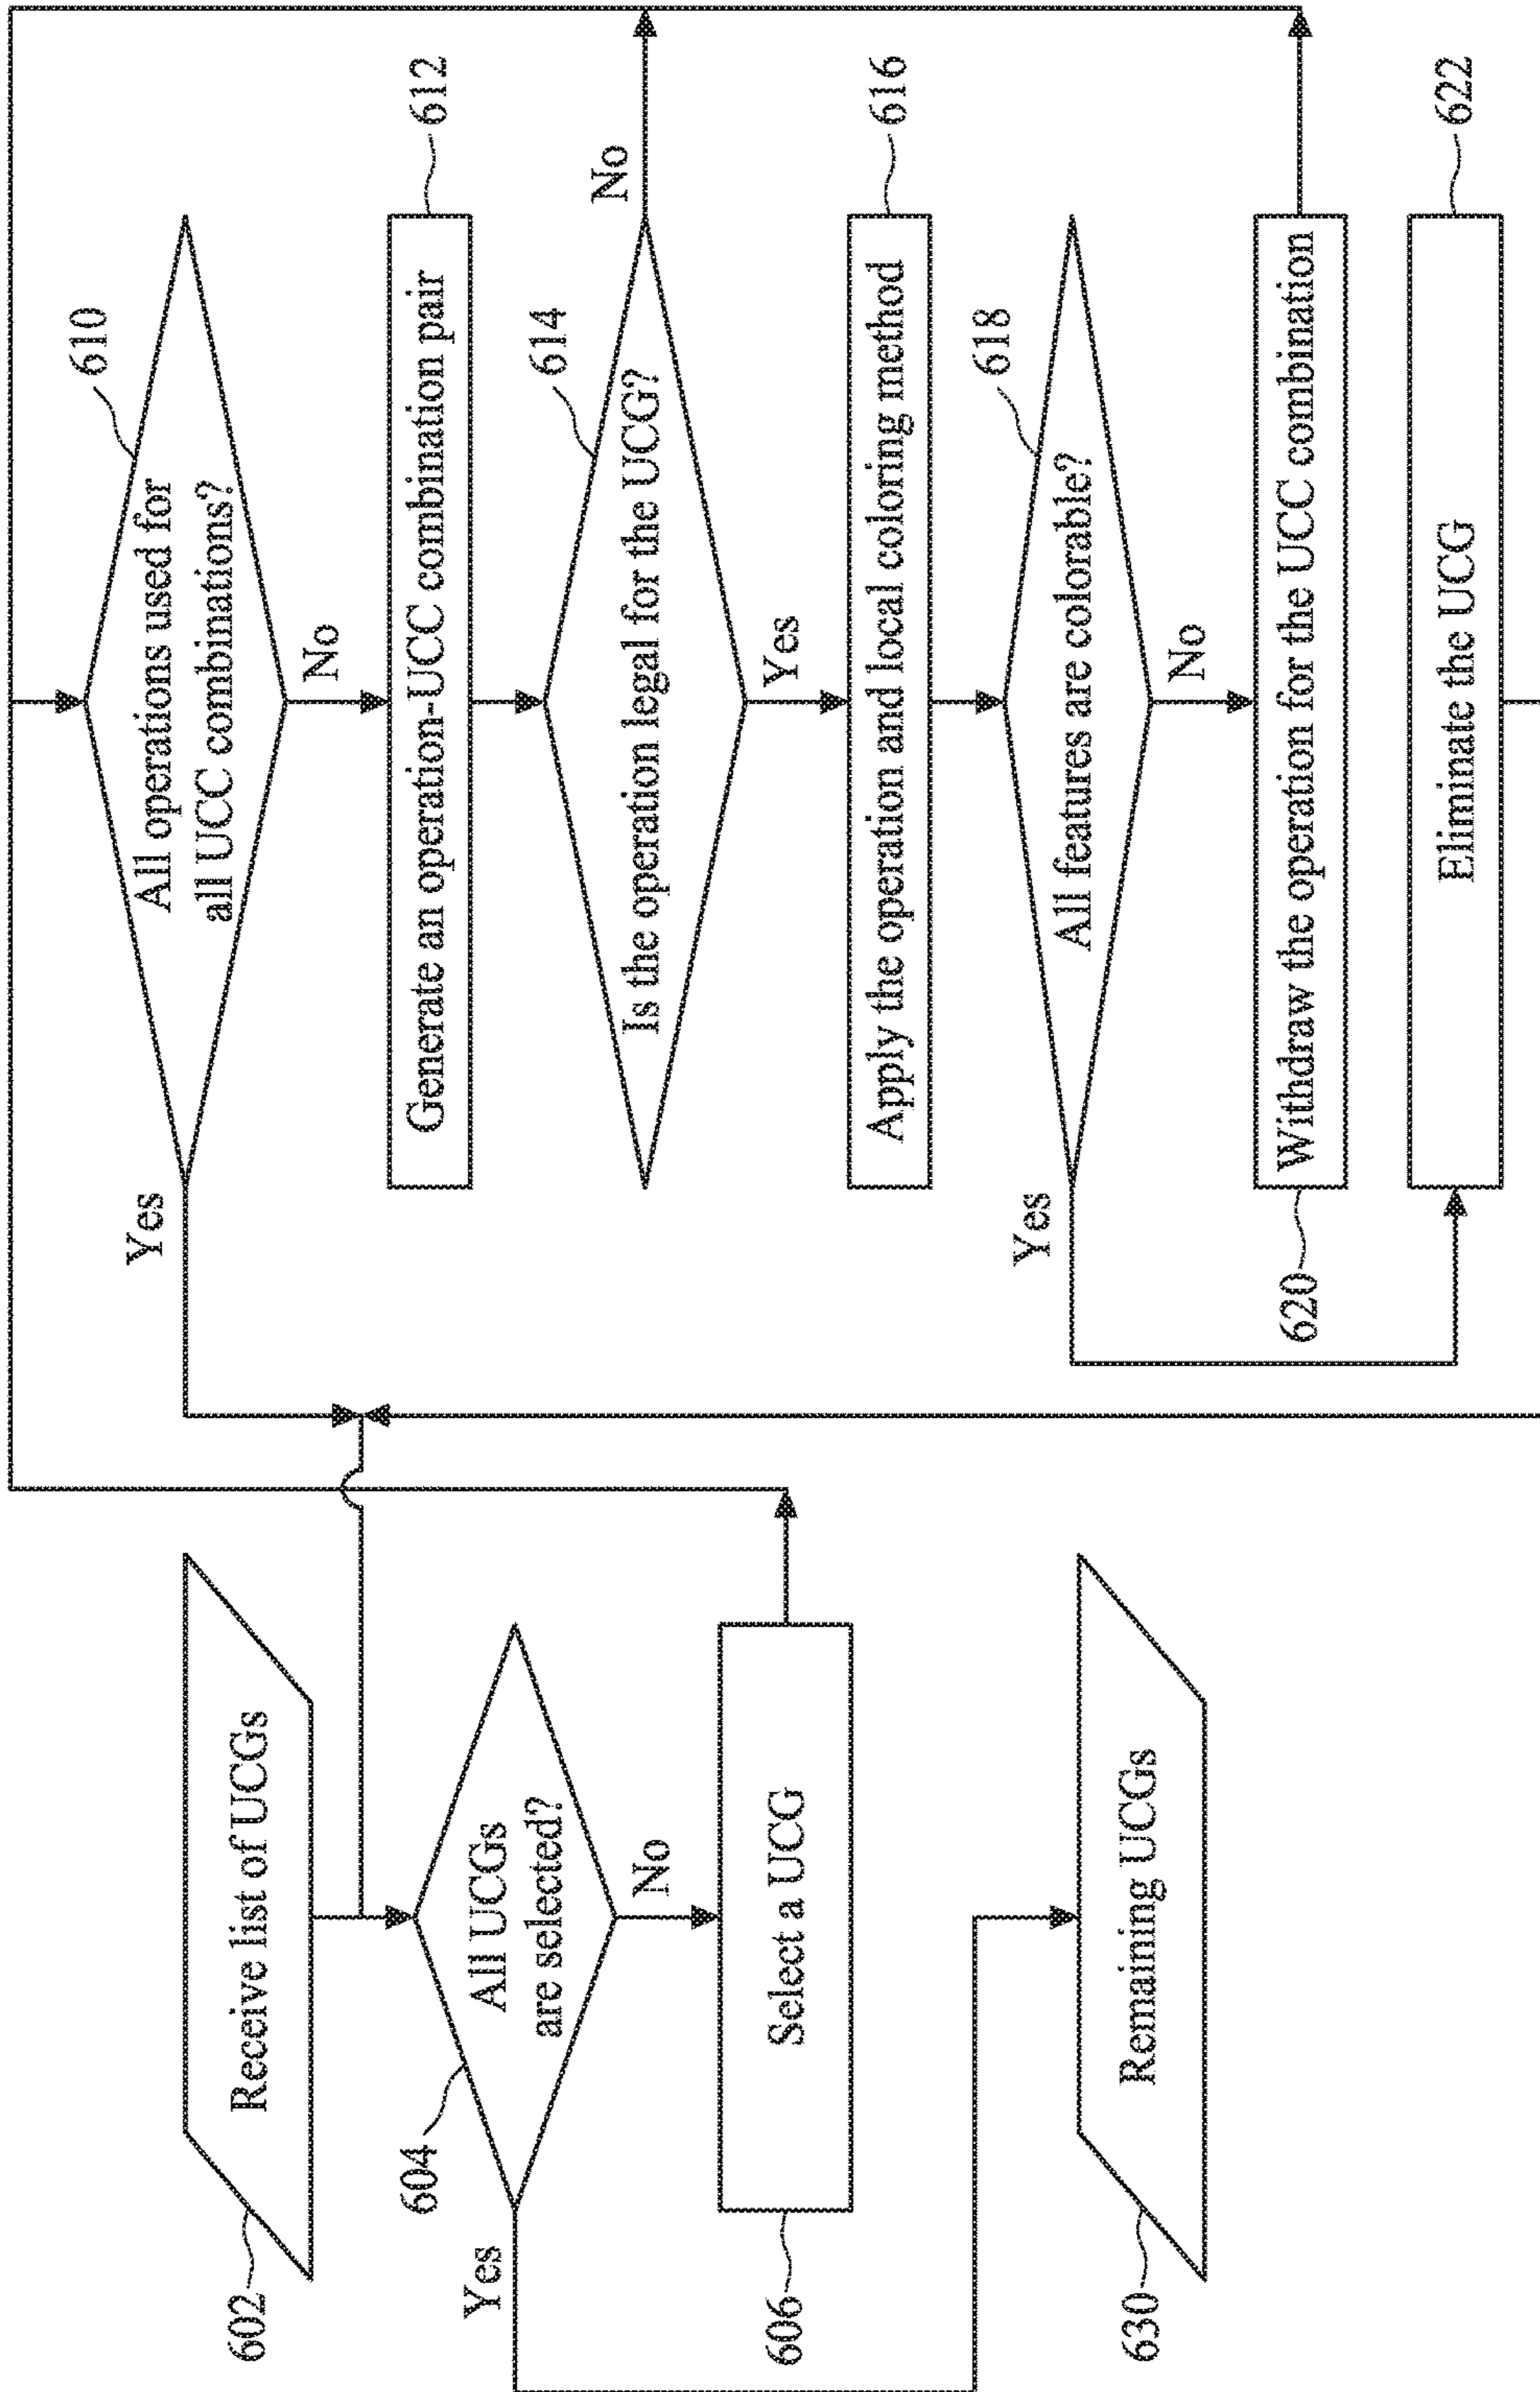 602
Receive list of UCGs
604
All UCGs
are selected?
Yes
No
606
Select a UCG
630
Remaining UCGs
610
All operations used for
all UCC combinations?
Yes
No
Generate an operation-UCC combination pair
612
614
Is the operation legal for the UCG?
No
Yes
Apply the operation and local coloring method
616
618
All features are colorable?
Yes
No
Withdraw the operation for the UCC combination
620
Eliminate the UCG
622